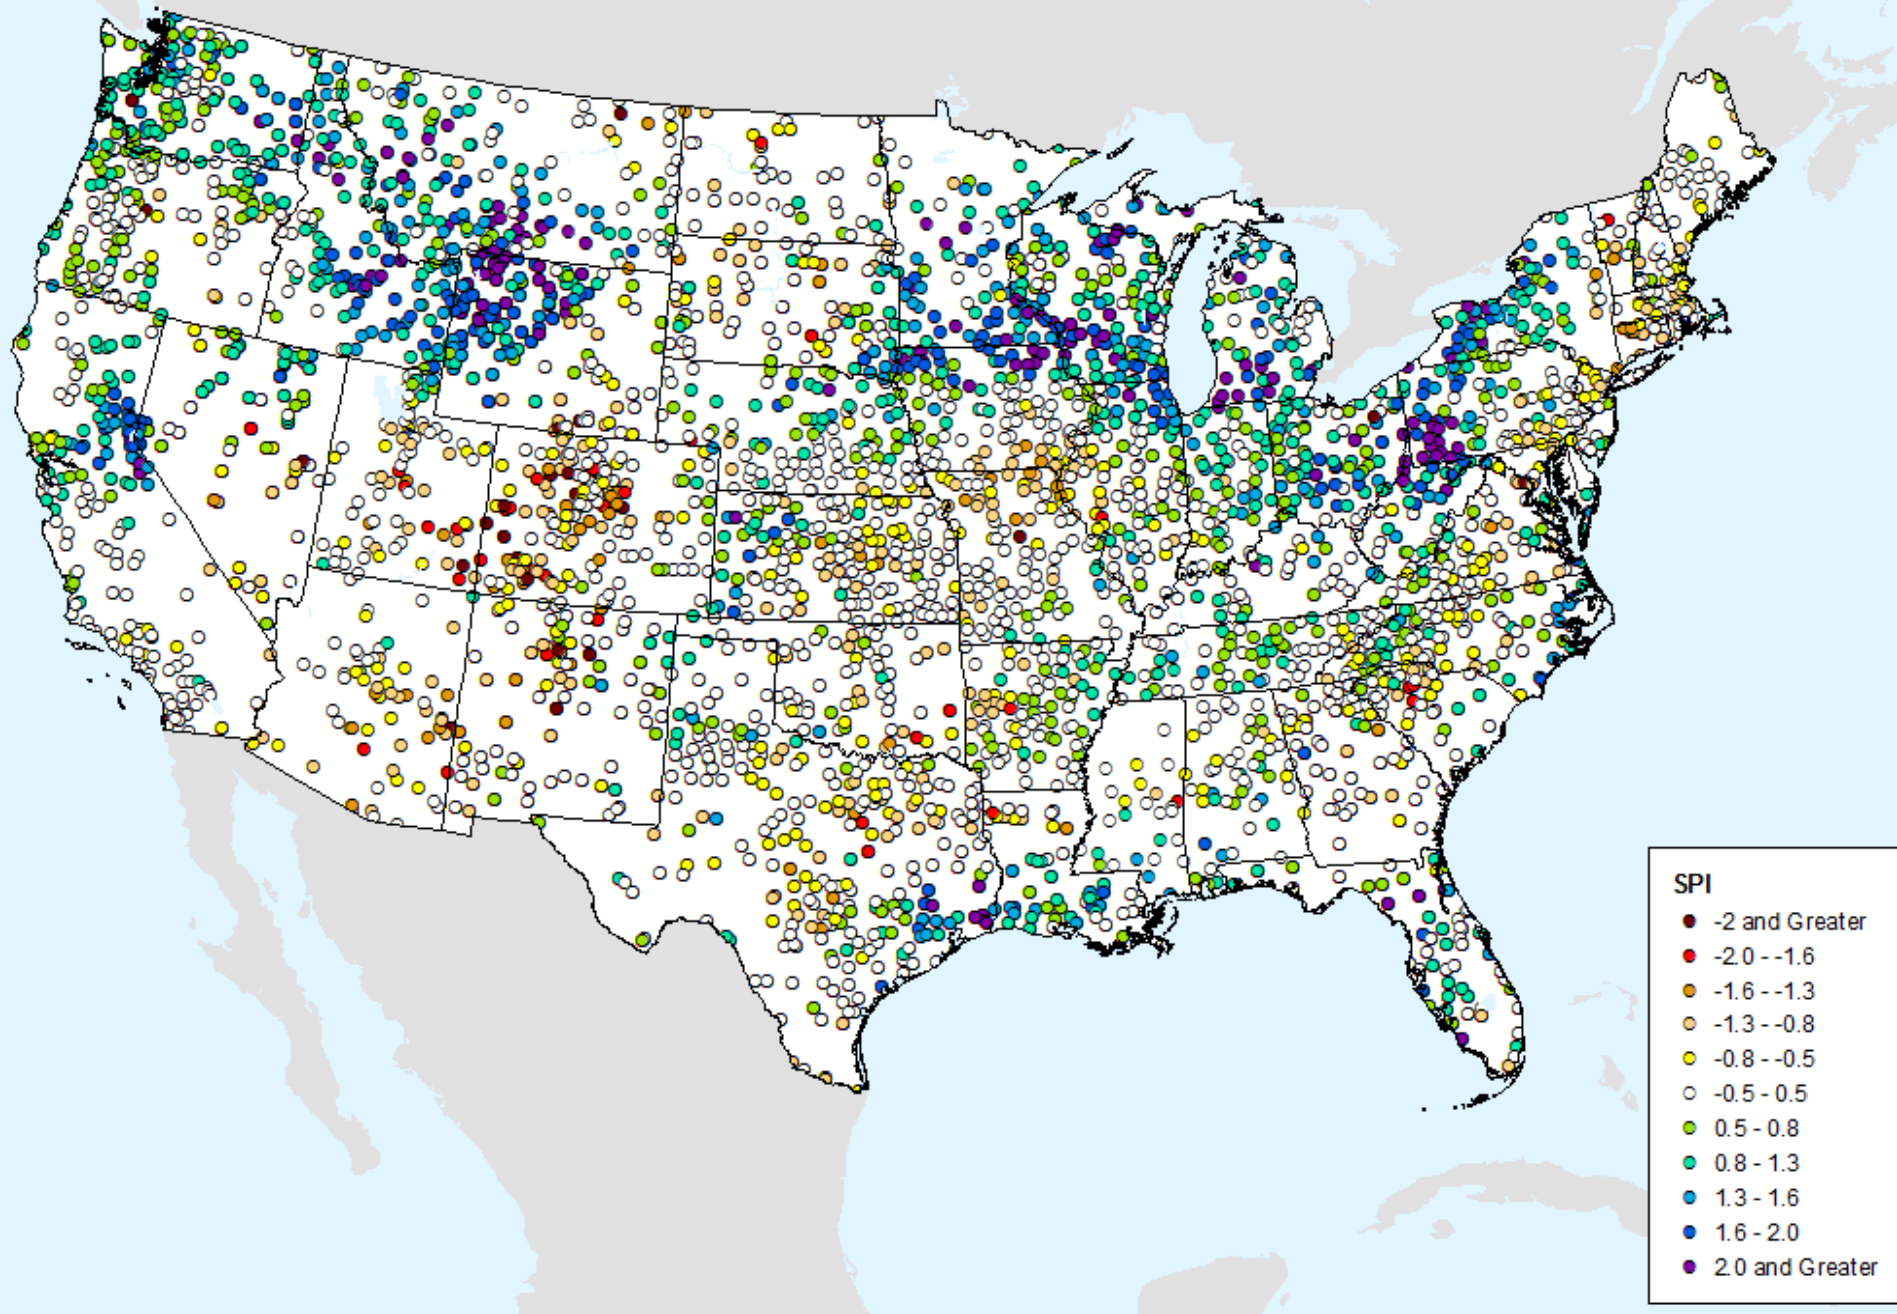 SPI
-2 and Greater
-2.0 - -1.6
-1.6 - -1.3
-1.3 - -0.8
-0.8 - -0.5
-0.5 - 0.5
0.5 - 0.8
0.8 - 1.3
1.3 - 1.6
1.6 - 2.0
2.0 and Greater